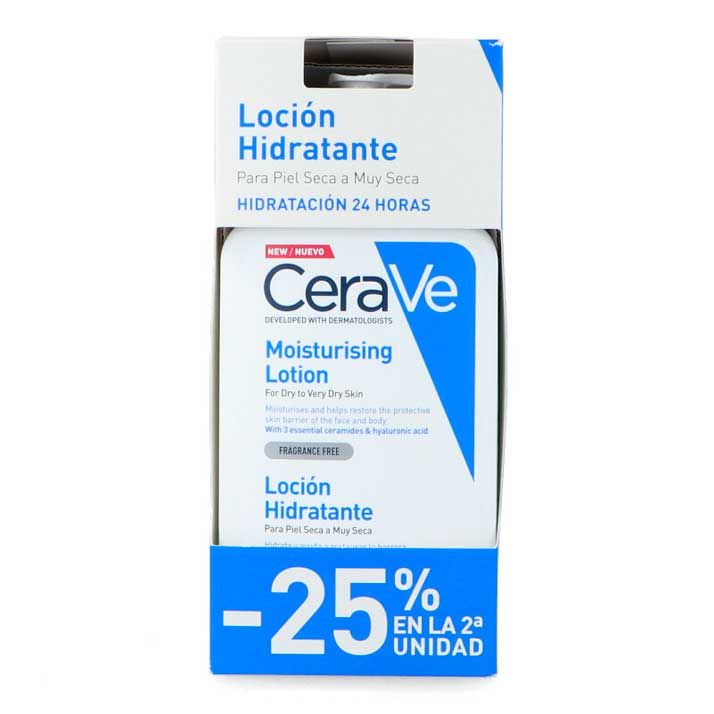 Loción
Hidratante
Para Piel Seca a Muy Seca
HIDRATACIÓN 24 HORAS
NEW / NUEVO
CeraVe
DEVELOPED WITH DERMATOLOGISTS
Moisturising
Lotion
For Dry to Very Dry Skin
Moisturises and helps restore the protective
skin barrier of the face and body
With 3 essential ceramides & hyaluronic acid
FRAGRANCE FREE
Loción
Hidratante
Para Piel Seca a Muy Seca
-25%
EN LA 2ª
UNIDAD